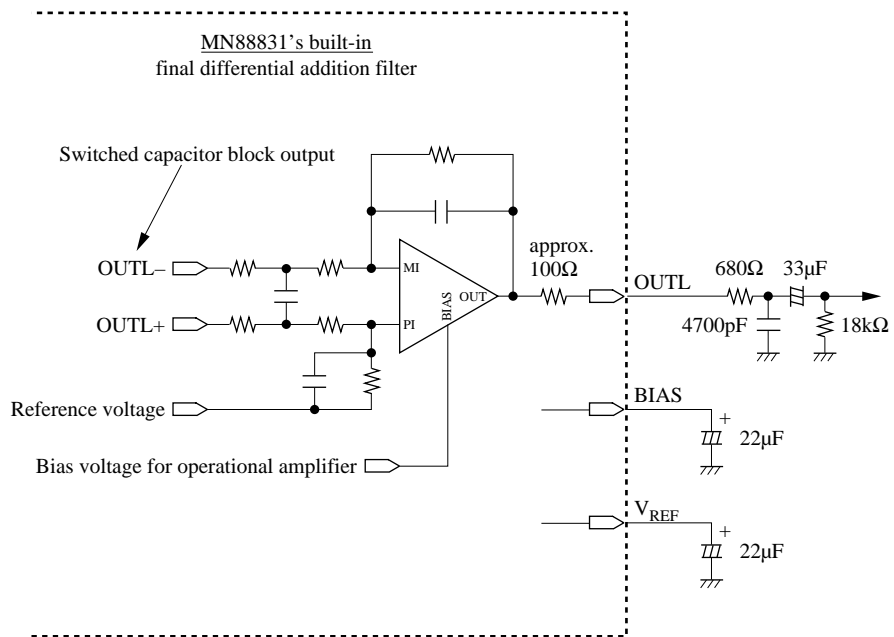 MN88831's built-in
final differential addition filter
Switched capacitor block output
approx.
100Ω
OUTL–
MI
OUT
BIAS
OUTL
680Ω
33μF
OUTL+
PI
4700pF
18kΩ
Reference voltage
BIAS
+
22μF
Bias voltage for operational amplifier
VREF
+
22μF